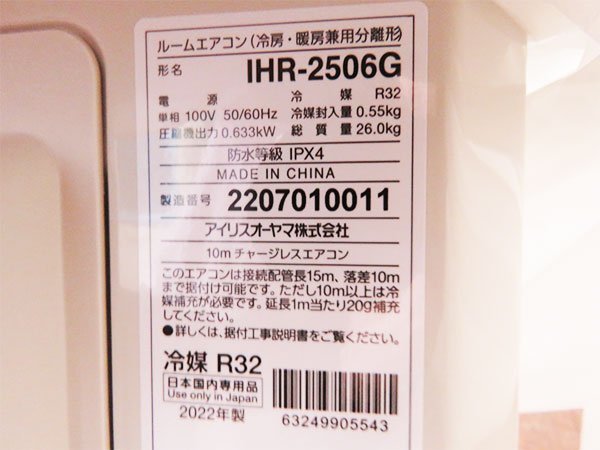 ルームエアコン(冷房・暖房兼用分離形)
形名 IHR-2506G
電源 冷媒 R32
単相 100V 50/60Hz 冷媒封入量 0.55kg
圧縮機出力 0.633kW 総質量 26.0kg
防水等級 IPX4
MADE IN CHINA
製造番号 2207010011
アイリスオーヤマ株式会社
10mチャージレスエアコン
このエアコンは接続配管長15m、落差10m
まで据付け可能です。ただし10m以上は冷
媒補充が必要です。延長1m当たり20g補充
してください。
●詳しくは、据付工事説明書をご覧ください。
冷媒 R32
日本国内専用品
Use only in Japan
2022年製
63249905543